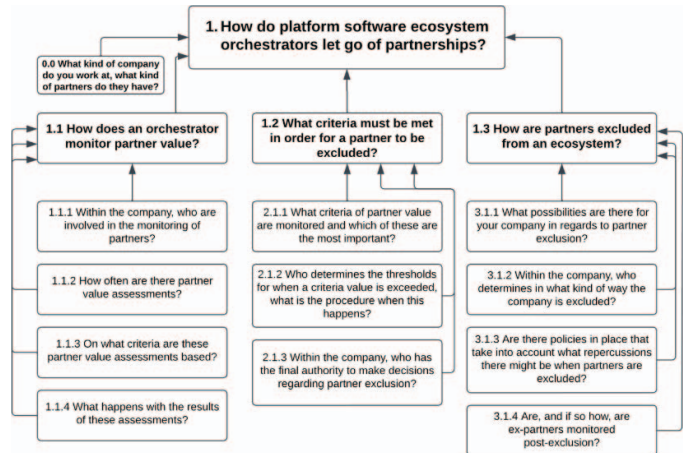 1. How do platform software ecosystem
orchestrators let go of partnerships?
0.0 What kind of company
do you work at, what kind
of partners do they have?
1.1 How does an orchestrator
monitor partner value?
1.2 What criteria must be met
in order for a partner to be
excluded?
1.3 How are partners excluded
from an ecosystem?
1.1.1 Within the company, who are
involved in the monitoring of
partners?
2.1.1 What criteria of partner value
are monitored and which of these are
the most important?
3.1.1 What possibilities are there for
your company in regards to partner
exclusion?
1.1.2 How often are there partner
value assessments?
2.1.2 Who determines the thresholds
for when a criteria value is exceeded,
what is the procedure when this
happens?
3.1.2 Within the company, who
determines in what kind of way the
company is excluded?
1.1.3 On what criteria are these
partner value assessments based?
2.1.3 Within the company, who has
the final authority to make decisions
regarding partner exclusion?
3.1.3 Are there policies in place that
take into account what repercussions
there might be when partners are
excluded?
1.1.4 What happens with the results
of these assessments?
3.1.4 Are, and if so how, are
ex-partners monitored
post-exclusion?